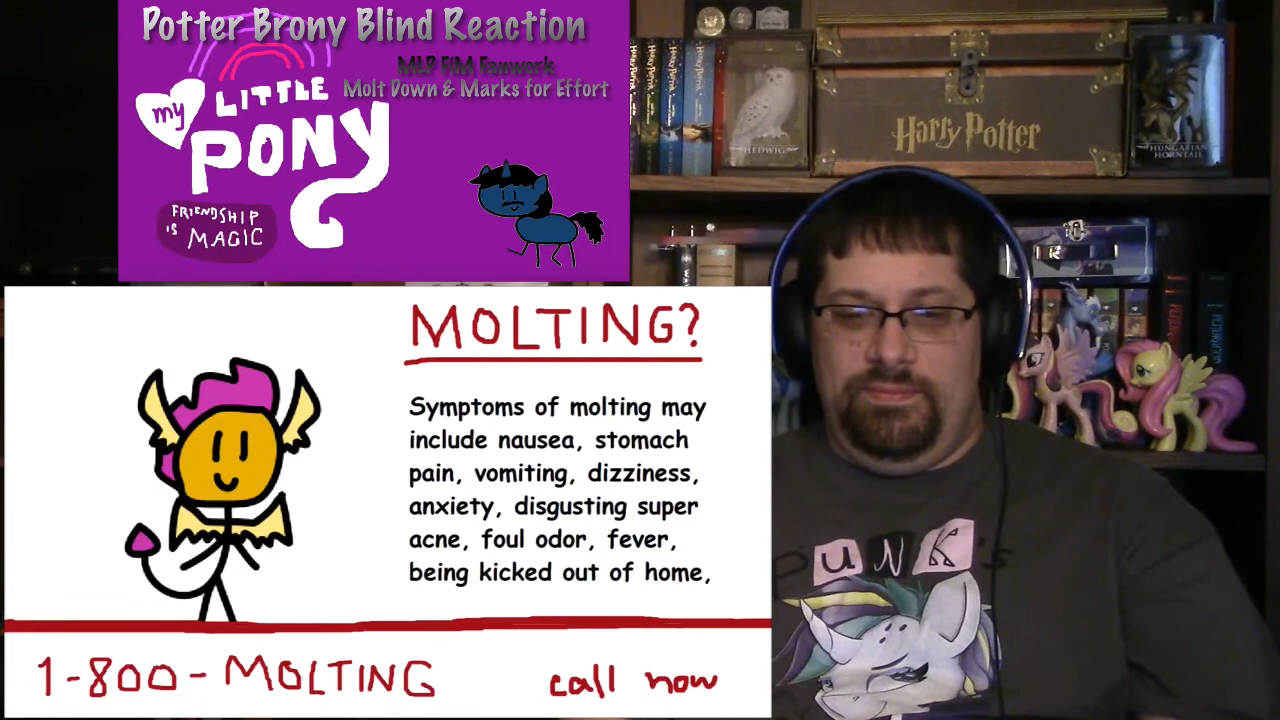 Potter Brony Blind Reaction
MLP FiM Fanwork
Molt Down & Marks for Effort
my
LITTLE
PONY
FRIENDSHIP
IS
MAGIC
Harry Potter
HEDWIG
HUNGARIAN
HORNTAIL
MOLTING?
Symptoms of molting may
include nausea, stomach
pain, vomiting, dizziness,
anxiety, disgusting super
acne, foul odor, fever,
being kicked out of home,
1-800-MOLTING
call now
PUNK's